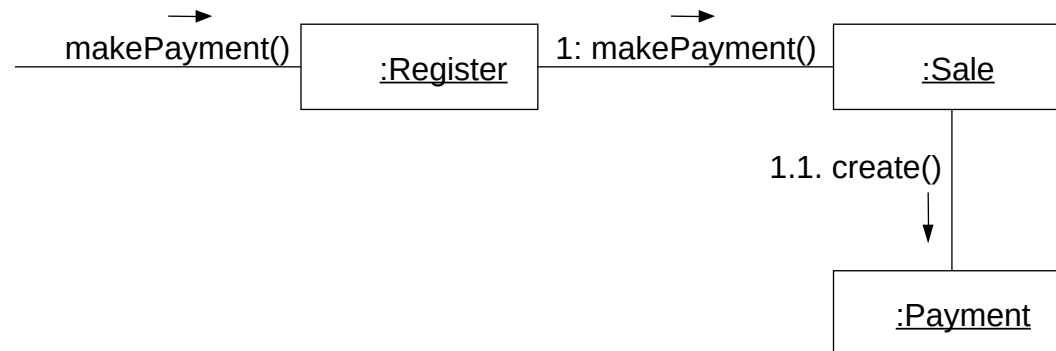 makePayment()
:Register
1: makePayment()
:Sale
1.1. create()
:Payment